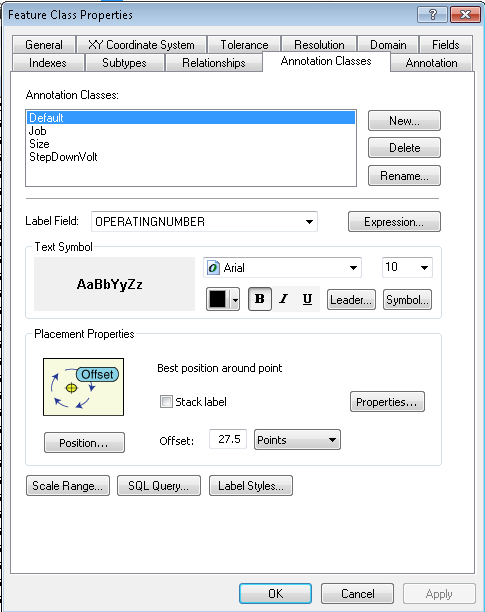 Feature Class Properties
General XY Coordinate System Tolerance Resolution Domain Fields
Indexes Subtypes Relationships Annotation Classes Annotation
Annotation Classes:
Default
Job
Size
StepDownVolt
New...
Delete
Rename...
Label Field: OPERATINGNUMBER Expression...
Text Symbol
AaBbYyZz
Arial 10
B I U Leader... Symbol...
Placement Properties
Offset
Best position around point
Stack label Properties...
Position... Offset: 27.5 Points
Scale Range... SQL Query... Label Styles...
OK Cancel Apply